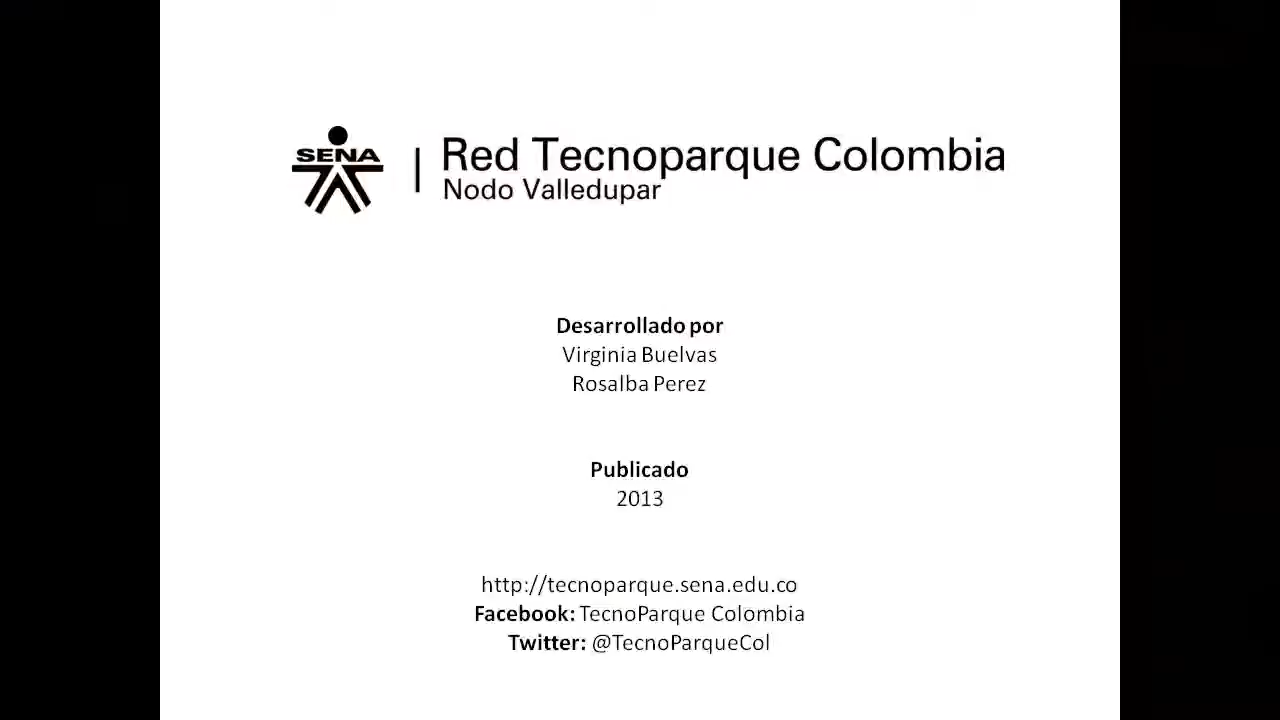 SENA
Red Tecnoparque Colombia
Nodo Valledupar
Desarrollado por
Virginia Buelvas
Rosalba Perez
Publicado
2013
http://tecnoparque.sena.edu.co
Facebook: TecnoParque Colombia
Twitter: @TecnoParqueCol